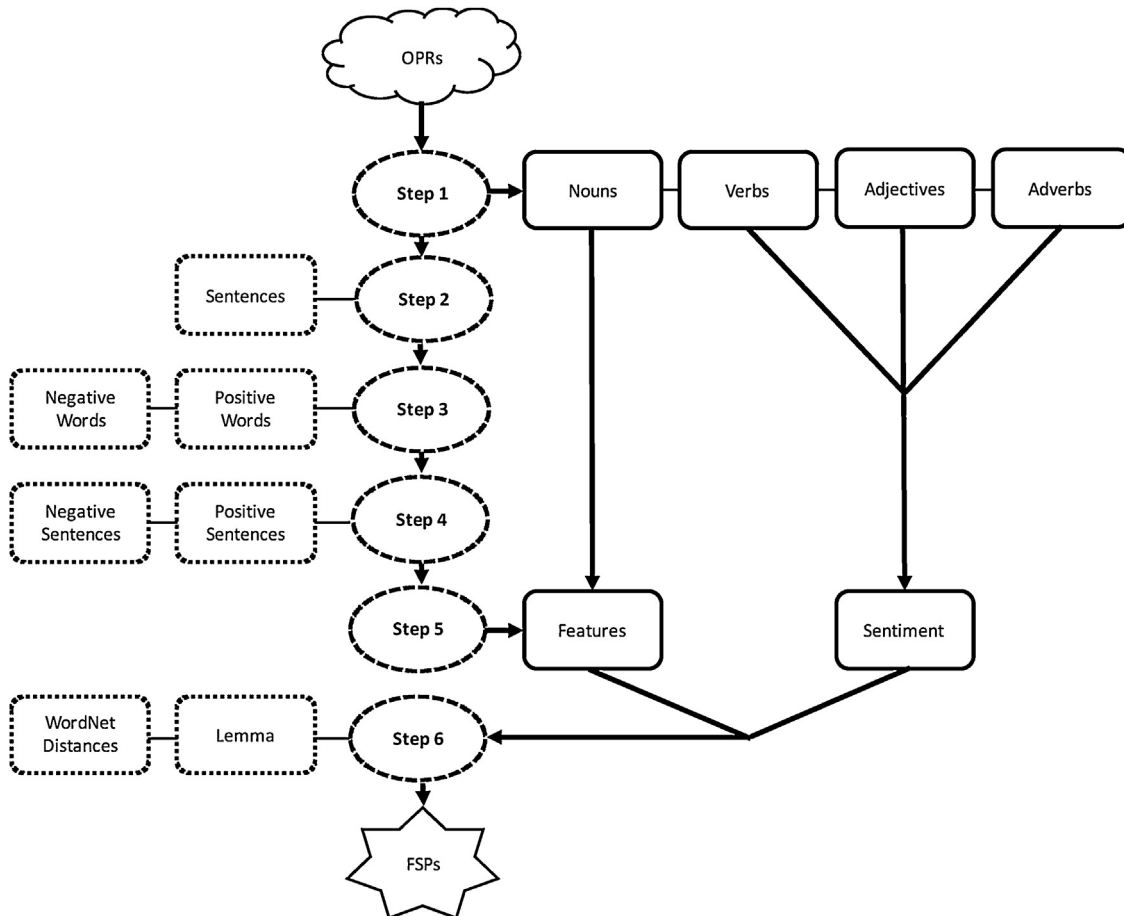 OPRs
Step 1
Nouns
Verbs
Adjectives
Adverbs
Sentences
Step 2
Negative
Words
Positive
Words
Step 3
Negative
Sentences
Positive
Sentences
Step 4
Step 5
Features
Sentiment
WordNet
Distances
Lemma
Step 6
FSPs